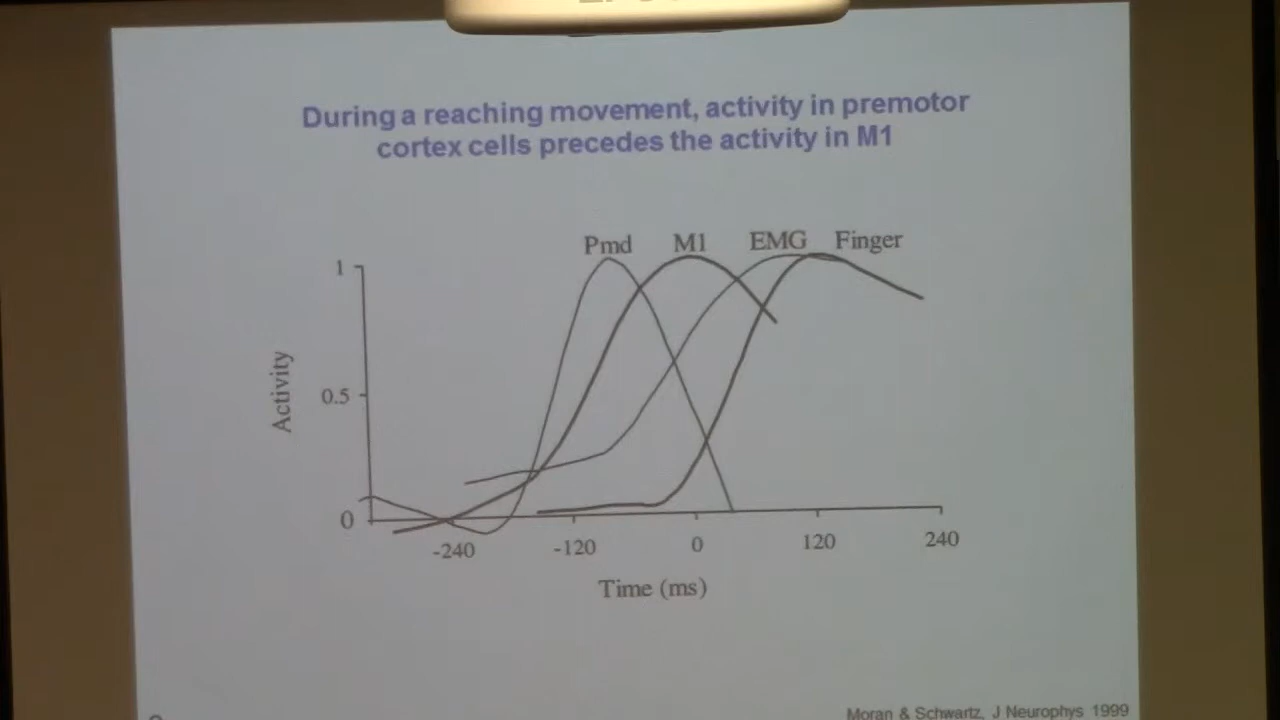 During a reaching movement, activity in premotor
cortex cells precedes the activity in M1
Pmd M1 EMG Finger
1
0.5
0
Activity
-240 -120 0 120 240
Time (ms)
Moran & Schwartz, J Neurophys 1999